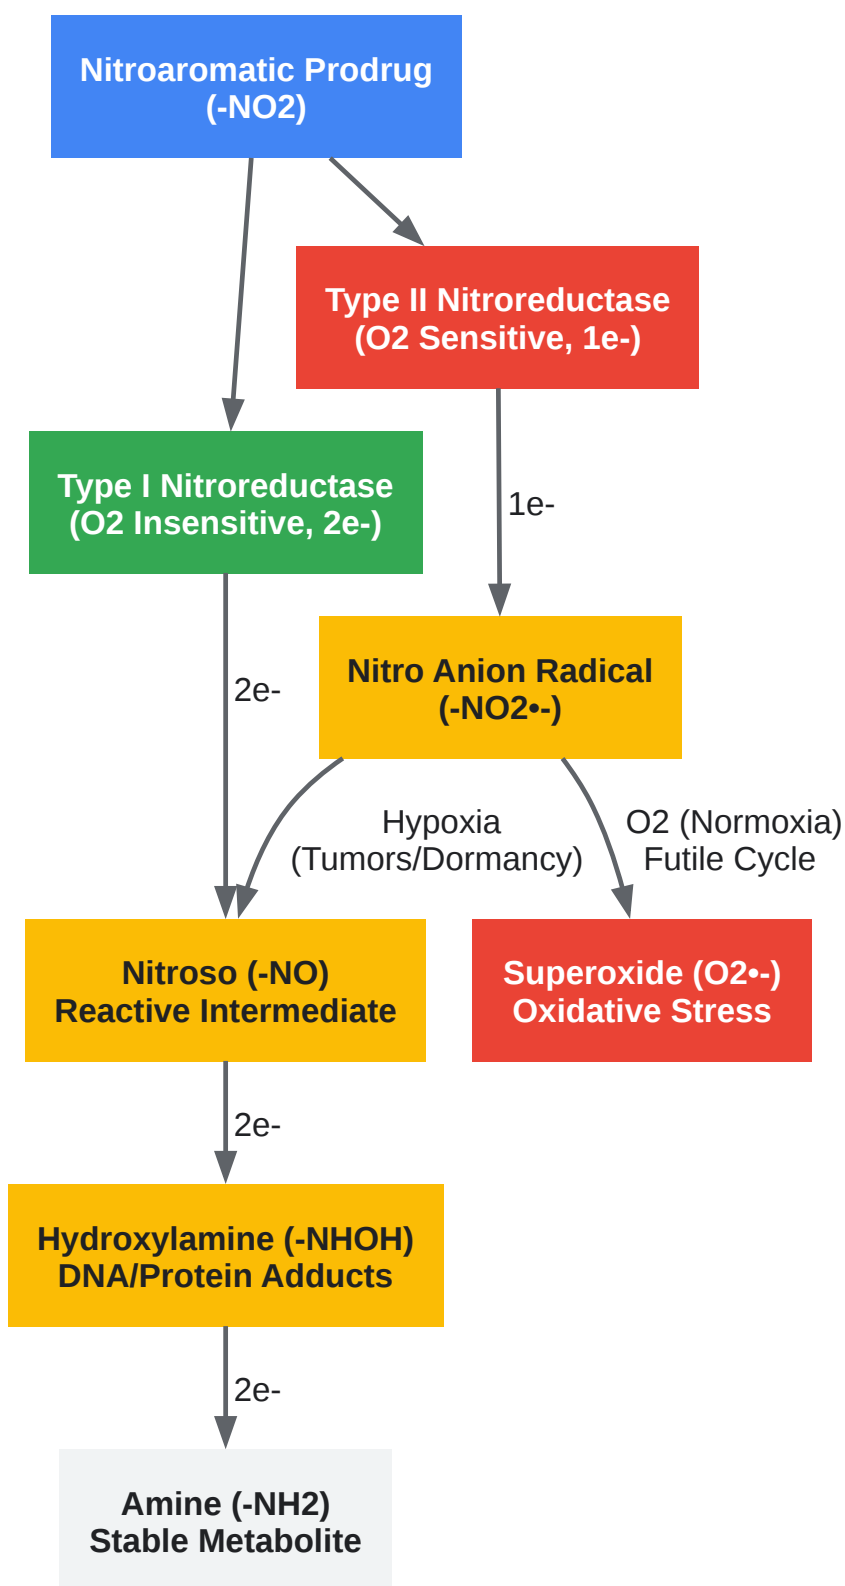 Nitroaromatic Prodrug
(-NO2)
Type II Nitroreductase
(O2 Sensitive, 1e-)
Type I Nitroreductase
(O2 Insensitive, 2e-)
1e-
Nitro Anion Radical
(-NO2•-)
2e-
Hypoxia
(Tumors/Dormancy)
O2 (Normoxia)
Futile Cycle
Nitroso (-NO)
Reactive Intermediate
Superoxide (O2•-)
Oxidative Stress
2e-
Hydroxylamine (-NHOH)
DNA/Protein Adducts
2e-
Amine (-NH2)
Stable Metabolite